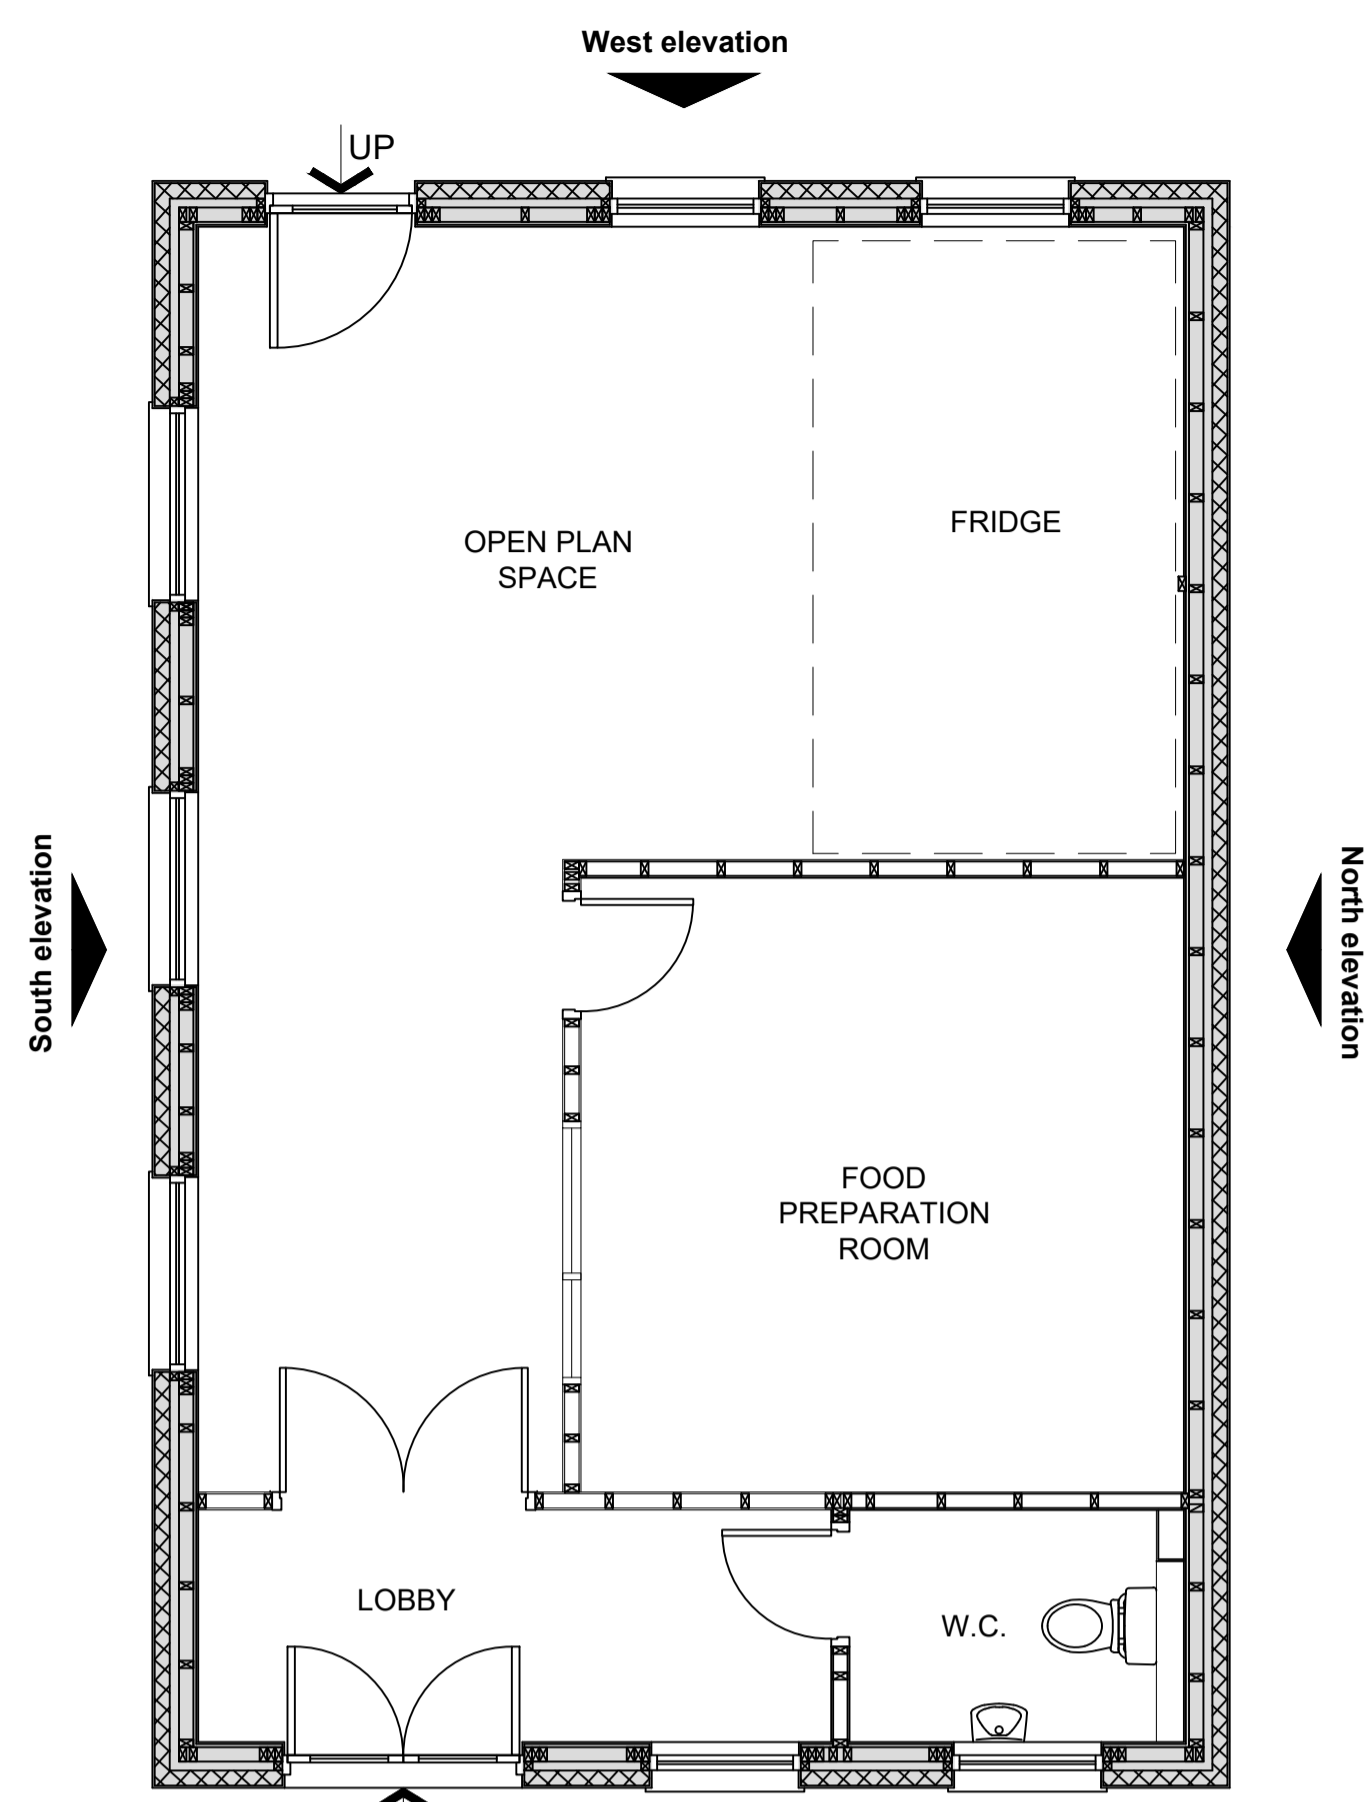 West elevation
UP
OPEN PLAN
SPACE
FRIDGE
South elevation
North elevation
FOOD
PREPARATION
ROOM
LOBBY
W.C.